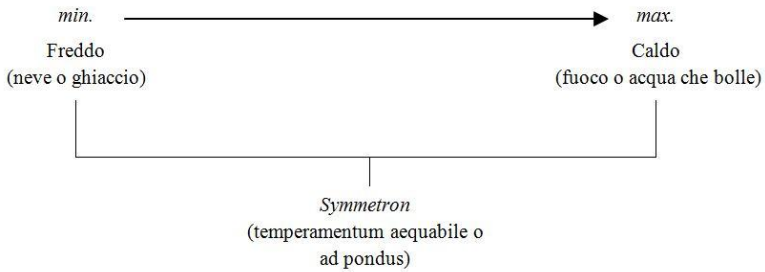 min. max.
Freddo Caldo
(neve o ghiaccio) (fuoco o acqua che bolle)
Symmetron
(temperamentum aequabile o
ad pondus)